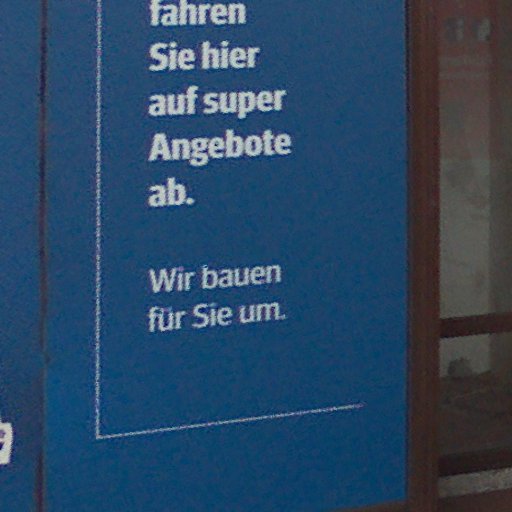 fahren
Sie hier
auf super
Angebote
ab.
Wir bauen
für Sie um.